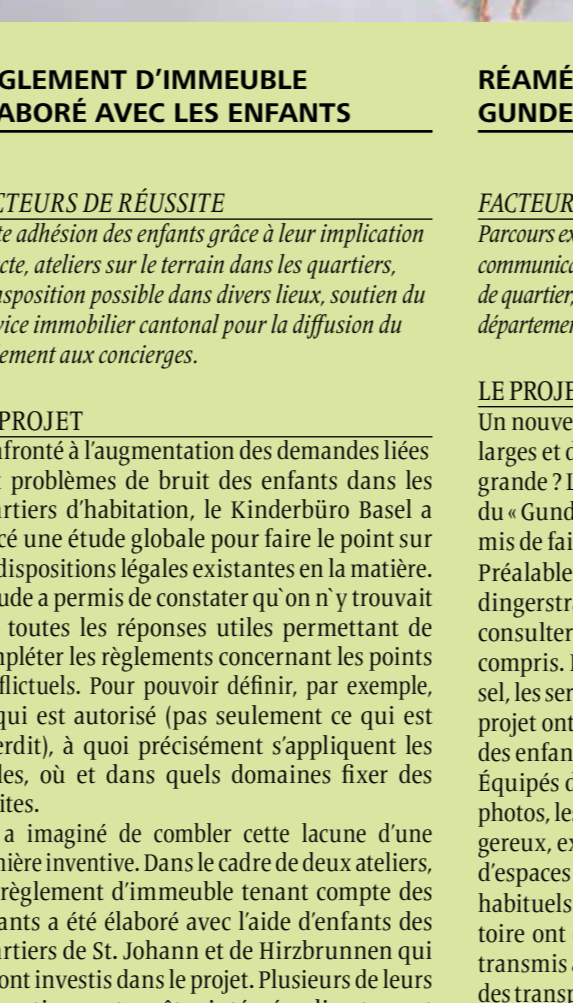 GLEMENT D'IMMEUBLE
ABORÉ AVEC LES ENFANTS
CTEURS DE RÉUSSITE
te adhésion des enfants grâce à leur implication
cte, ateliers sur le terrain dans les quartiers,
nsposition possible dans divers lieux, soutien du
vice immobilier cantonal pour la diffusion du
lement aux concierges.
PROJET
nfronté à l'augmentation des demandes liées
problèmes de bruit des enfants dans les
artiers d'habitation, le Kinderbüro Basel a
cé une étude globale pour faire le point sur
dispositions légales existantes en la matière.
ude a permis de constater qu`on n`y trouvait
toutes les réponses utiles permettant de
mpléter les règlements concernant les points
flictuels. Pour pouvoir définir, par exemple,
qui est autorisé (pas seulement ce qui est
erdit), à quoi précisément s'appliquent les
les, où et dans quels domaines fixer des
ites.
a imaginé de combler cette lacune d'une
nière inventive. Dans le cadre de deux ateliers,
règlement d'immeuble tenant compte des
ants a été élaboré avec l'aide d'enfants des
artiers de St. Johann et de Hirzbrunnen qui
ont investis dans le projet. Plusieurs de leurs
RÉAMÉ
GUNDE
FACTEUR
Parcours ex
communica
de quartier,
départemen
LE PROJE
Un nouve
larges et d
grande ? L
du « Gund
mis de fai
Préalable
dingerstra
consulter
compris. 
sel, les ser
projet ont
des enfan
Équipés d
photos, les
gereux, ex
d'espaces
habituels
toire ont
transmis a
des transm